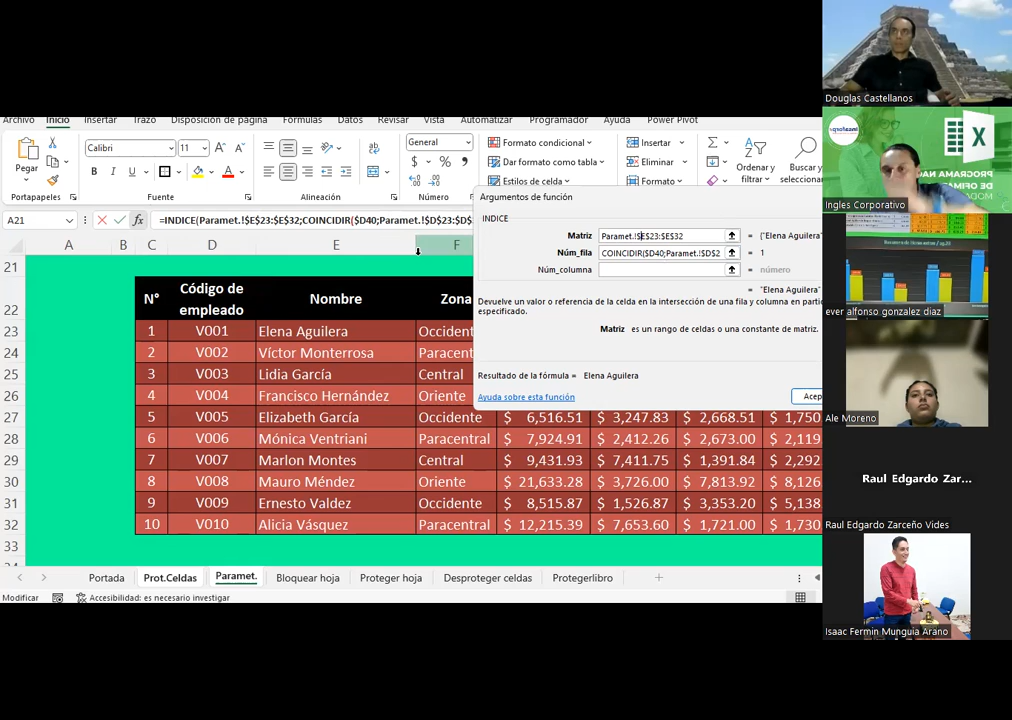 Archivo Inicio Insertar Trazo Disposición de página Fórmulas Datos Revisar Vista Automatizar Programador Ayuda Power Pivot
Pegar
Portapapeles
Calibri 11
Fuente
General
Formato condicional
Dar formato como tabla
Estilos de celda
Insertar
Eliminar
Formato
Ordenar y filtrar
Buscar y seleccionar
A21
=INDICE(Paramet.!$E$23:$E$32;COINCIDIR($D40;Paramet.!$D$23:$D$
Argumentos de función
INDICE
Matriz Paramet.!$E$23:$E$32 = {"Elena Aguilera"
Núm_fila COINCIDIR($D40;Paramet.!$D$2 = 1
Núm_columna = número
= "Elena Aguilera"
Devuelve un valor o referencia de la celda en la intersección de una fila y columna en
especificado.
Matriz es un rango de celdas o una constante de matriz.
Resultado de la fórmula = Elena Aguilera
Ayuda sobre esta función
Acep
A B C D E F
21
22 N° Código de empleado Nombre Zona
23 1 V001 Elena Aguilera Occident
24 2 V002 Víctor Monterrosa Paracent
25 3 V003 Lidia García Central
26 4 V004 Francisco Hernández Oriente
27 5 V005 Elizabeth García Occidente $ 6,516.51 $ 3,247.83 $ 2,668.51 $ 1,750
28 6 V006 Mónica Ventriani Paracentral $ 7,924.91 $ 2,412.26 $ 2,673.00 $ 2,119
29 7 V007 Marlon Montes Central $ 9,431.93 $ 7,411.75 $ 1,391.84 $ 2,292
30 8 V008 Mauro Méndez Oriente $ 21,633.28 $ 3,726.00 $ 7,813.92 $ 8,126
31 9 V009 Ernesto Valdez Occidente $ 8,515.87 $ 1,526.87 $ 3,353.20 $ 5,138
32 10 V010 Alicia Vásquez Paracentral $ 12,215.39 $ 7,653.60 $ 1,721.00 $ 1,730
33
Portada Prot.Celdas Paramet. Bloquear hoja Proteger hoja Desproteger celdas Protegerlibro
Modificar Accesibilidad: es necesario investigar
Douglas Castellanos
PROGRAMA NA
DE FORMA
MODA
Ingles Corporativo
ever alfonso gonzalez diaz
Ale Moreno
Raul Edgardo Zar...
Raul Edgardo Zarceño Vides
Isaac Fermin Munguia Arano